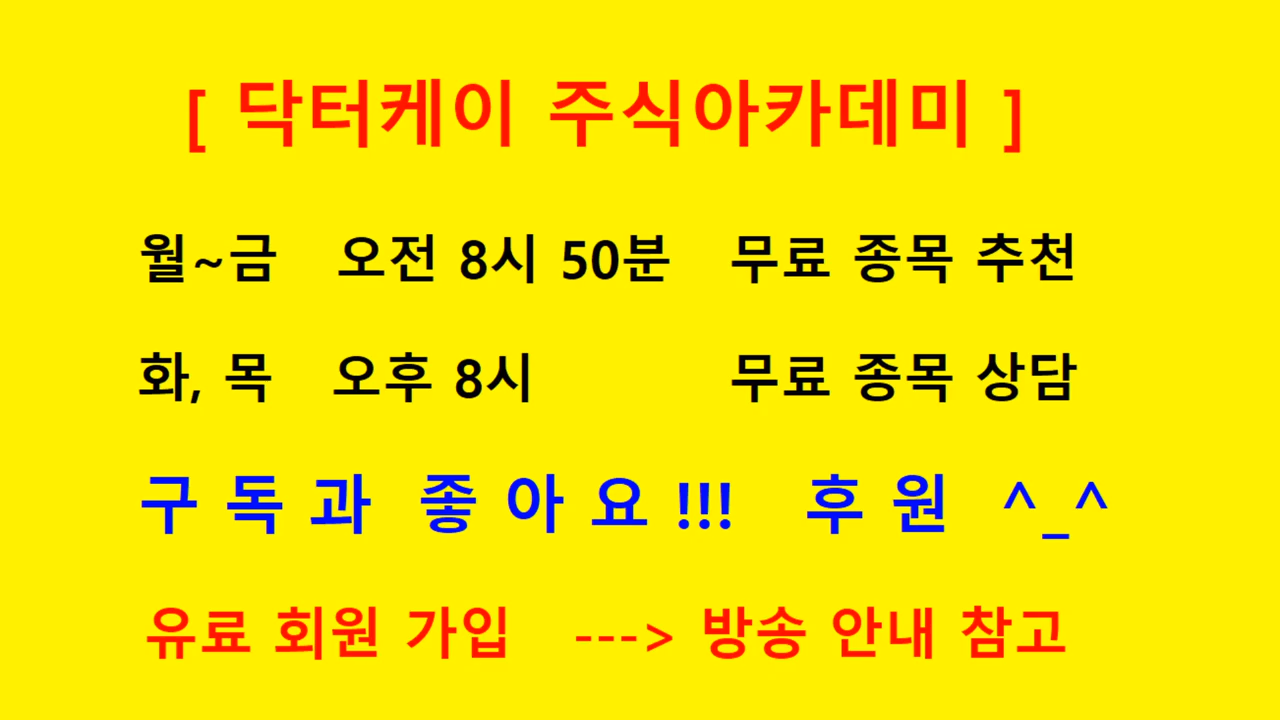 [ 닥터케이 주식아카데미 ]
월~금 오전 8시 50분 무료 종목 추천
화, 목 오후 8시 무료 종목 상담
구 독 과 좋 아 요 !!! 후 원 ^_^
유료 회원 가입 ---> 방송 안내 참고